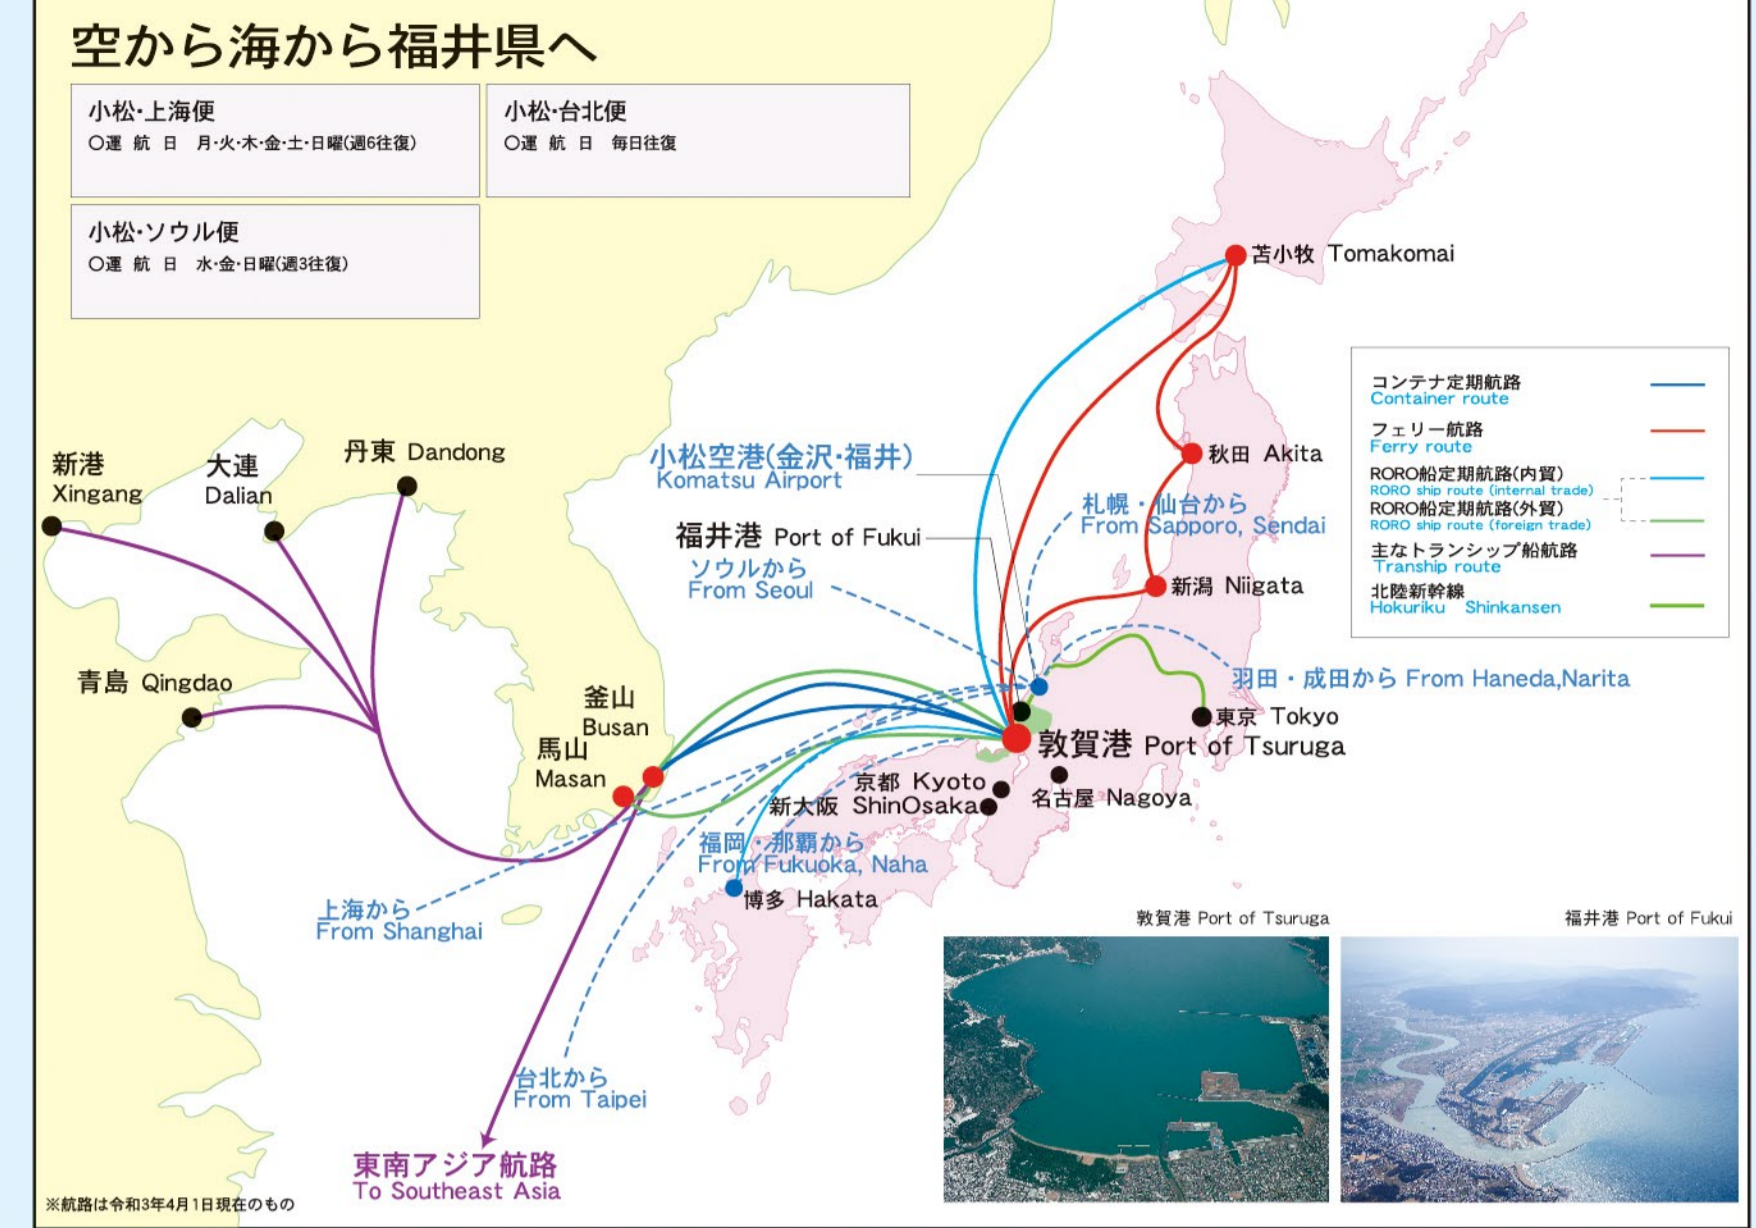 空から海から福井県へ
小松･上海便
○運 航 日　月･火･木･金･土･日曜(週6往復)
小松･台北便
○運 航 日　毎日往復
小松･ソウル便
○運 航 日　水･金･日曜(週3往復)
苫小牧 Tomakomai
コンテナ定期航路
Container route
フェリー航路
Ferry route
RORO船定期航路(内貿)
RORO ship route (internal trade)
RORO船定期航路(外貿)
RORO ship route (foreign trade)
主なトランシップ船航路
Tranship route
北陸新幹線
Hokuriku Shinkansen
新港
Xingang
大連
Dalian
丹東 Dandong
小松空港(金沢･福井)
Komatsu Airport
秋田 Akita
札幌・仙台から
From Sapporo, Sendai
福井港 Port of Fukui
ソウルから
From Seoul
新潟 Niigata
青島 Qingdao
羽田・成田から From Haneda,Narita
釜山
Busan
東京 Tokyo
馬山
Masan
敦賀港 Port of Tsuruga
京都 Kyoto
新大阪 ShinOsaka
名古屋 Nagoya
福岡・那覇から
From Fukuoka, Naha
博多 Hakata
上海から
From Shanghai
台北から
From Taipei
東南アジア航路
To Southeast Asia
敦賀港 Port of Tsuruga
福井港 Port of Fukui
※航路は令和3年4月1日現在のもの